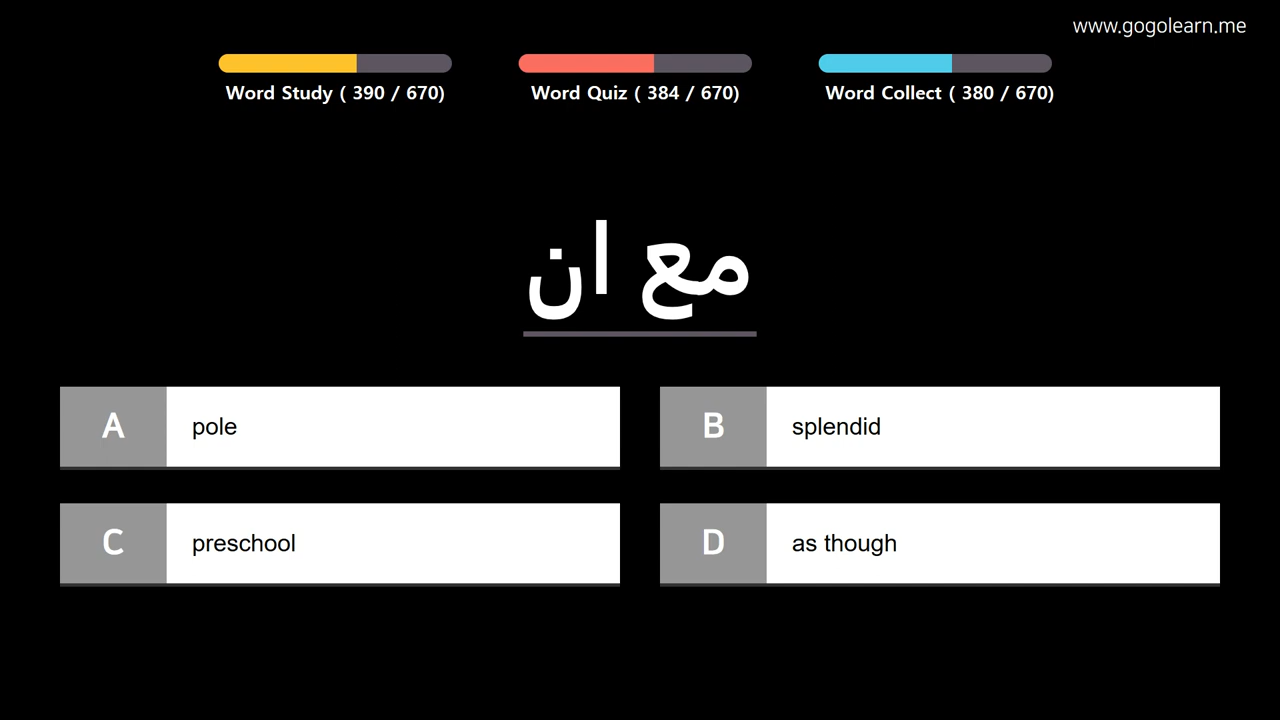 www.gogolearn.me
Word Study ( 390 / 670)
Word Quiz ( 384 / 670)
Word Collect ( 380 / 670)
مع ان
A pole
B splendid
C preschool
D as though